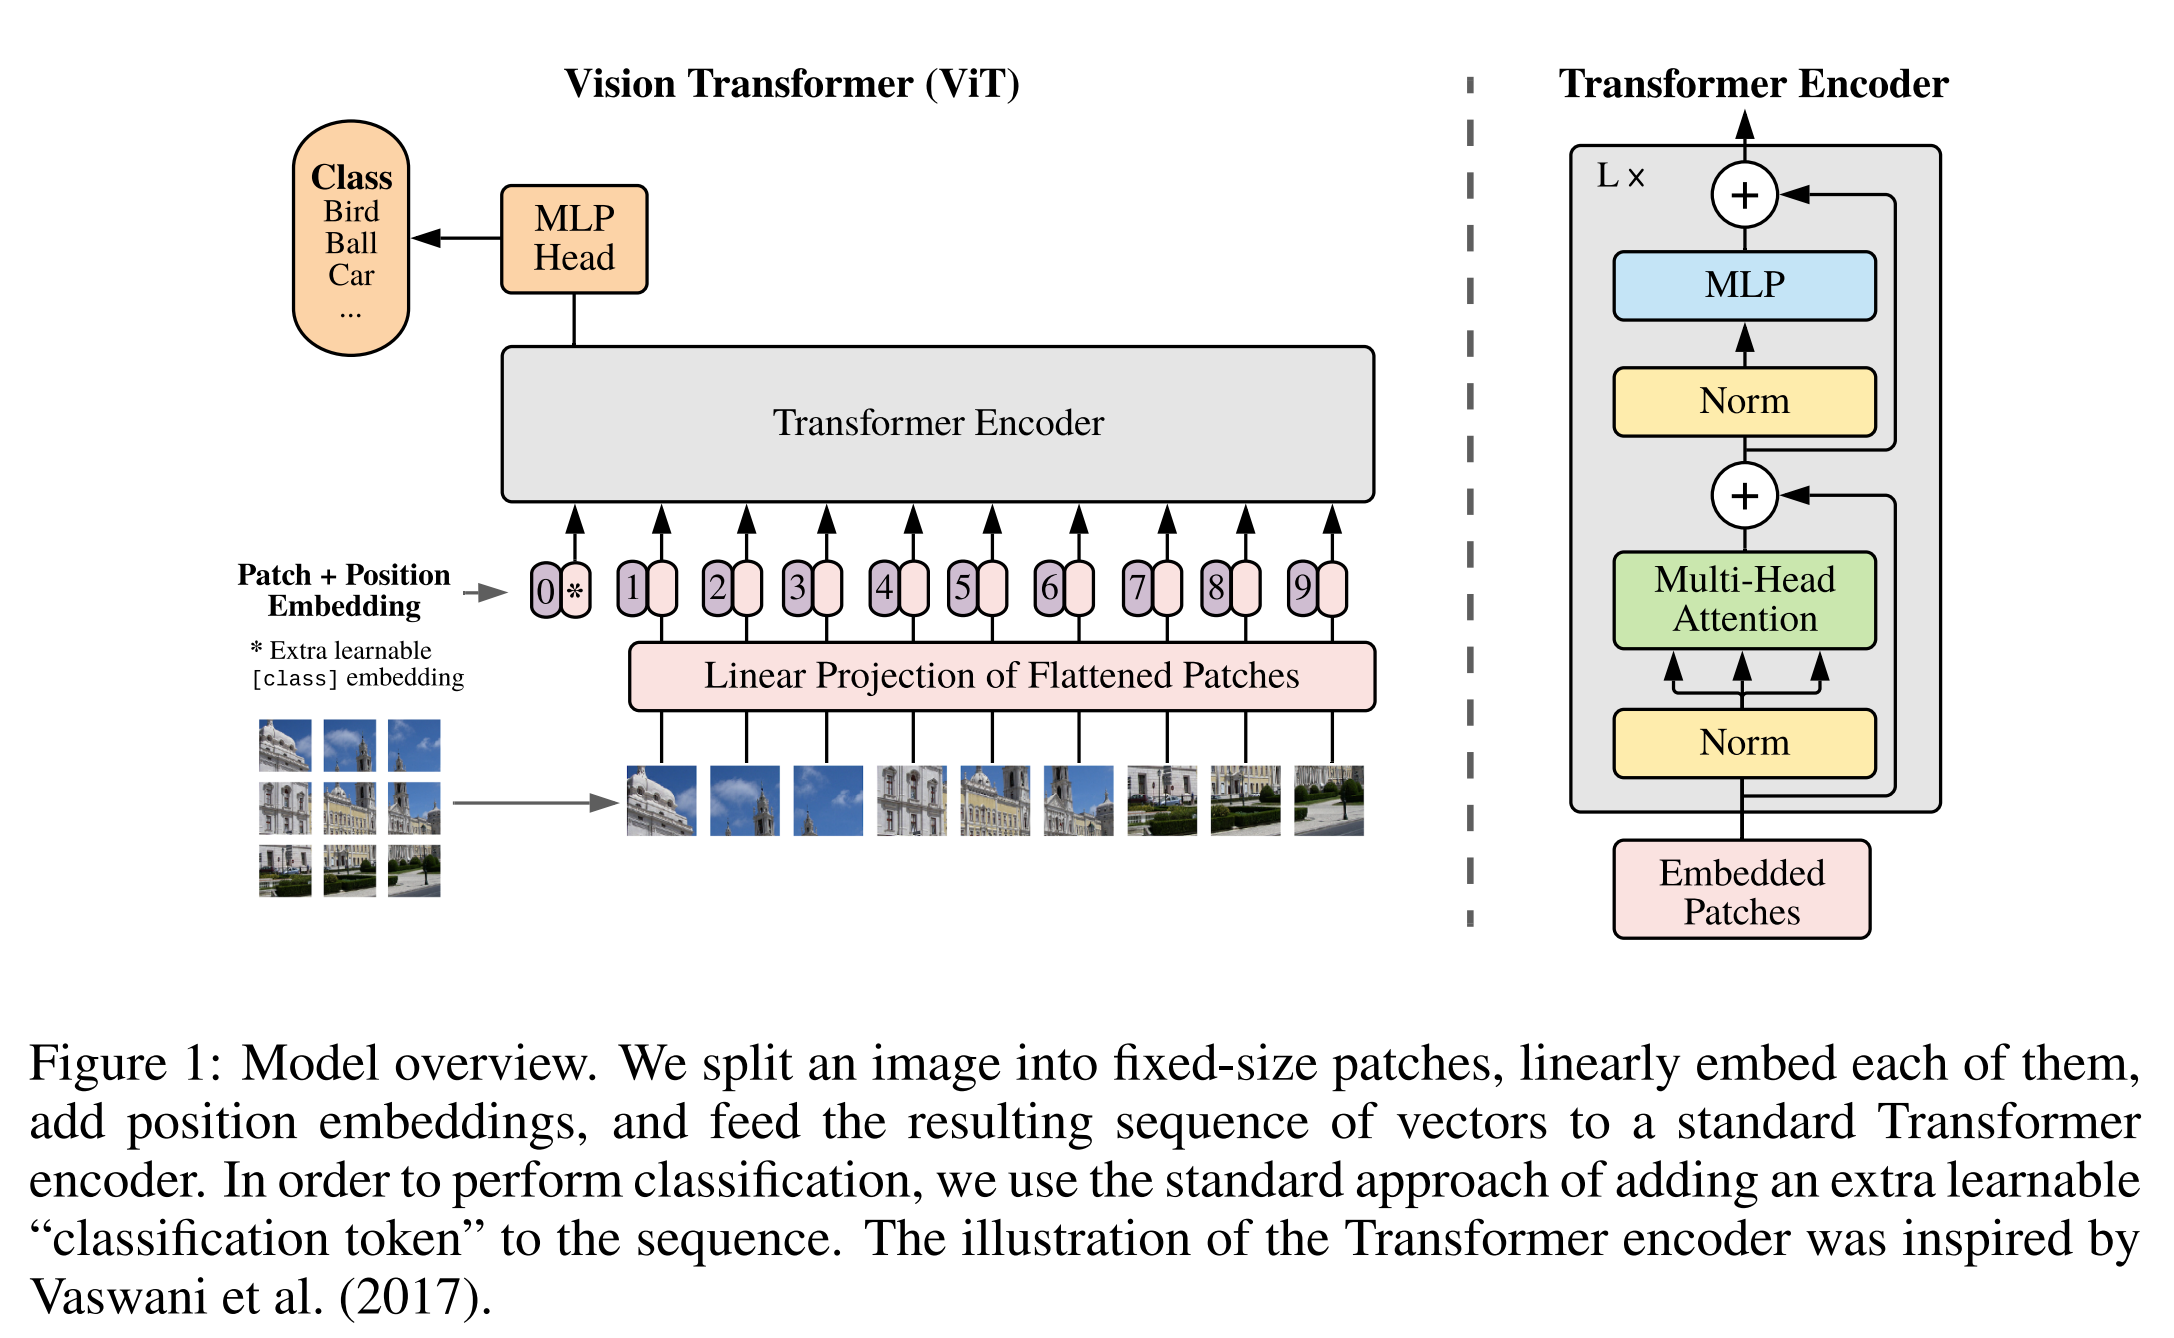 Vision Transformer (ViT)
Class
Bird
Ball
Car
...
MLP
Head
Transformer Encoder
Patch + Position
Embedding
* Extra learnable
[class] embedding
0 * 1 2 3 4 5 6 7 8 9
Linear Projection of Flattened Patches
Transformer Encoder
L ×
+
MLP
Norm
+
Multi-Head
Attention
Norm
Embedded
Patches
Figure 1: Model overview. We split an image into fixed-size patches, linearly embed each of them,
add position embeddings, and feed the resulting sequence of vectors to a standard Transformer
encoder. In order to perform classification, we use the standard approach of adding an extra learnable
“classification token” to the sequence. The illustration of the Transformer encoder was inspired by
Vaswani et al. (2017).